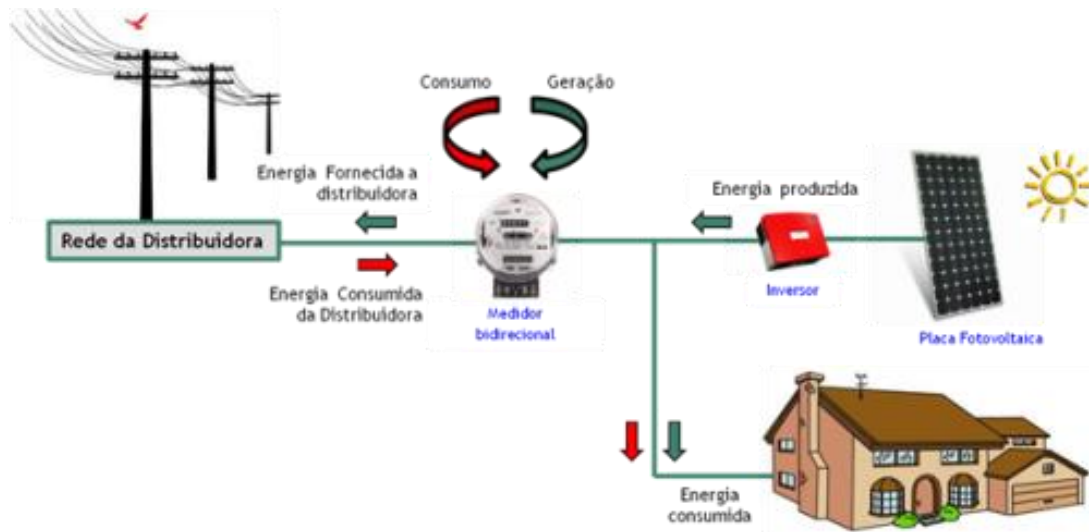 Consumo
Geração
Energia Fornecida a
distribuidora
Energia produzida
Rede da Distribuidora
Energia Consumida
da Distribuidora
Medidor
bidirecional
Inversor
Placa Fotovoltaica
Energia
consumida